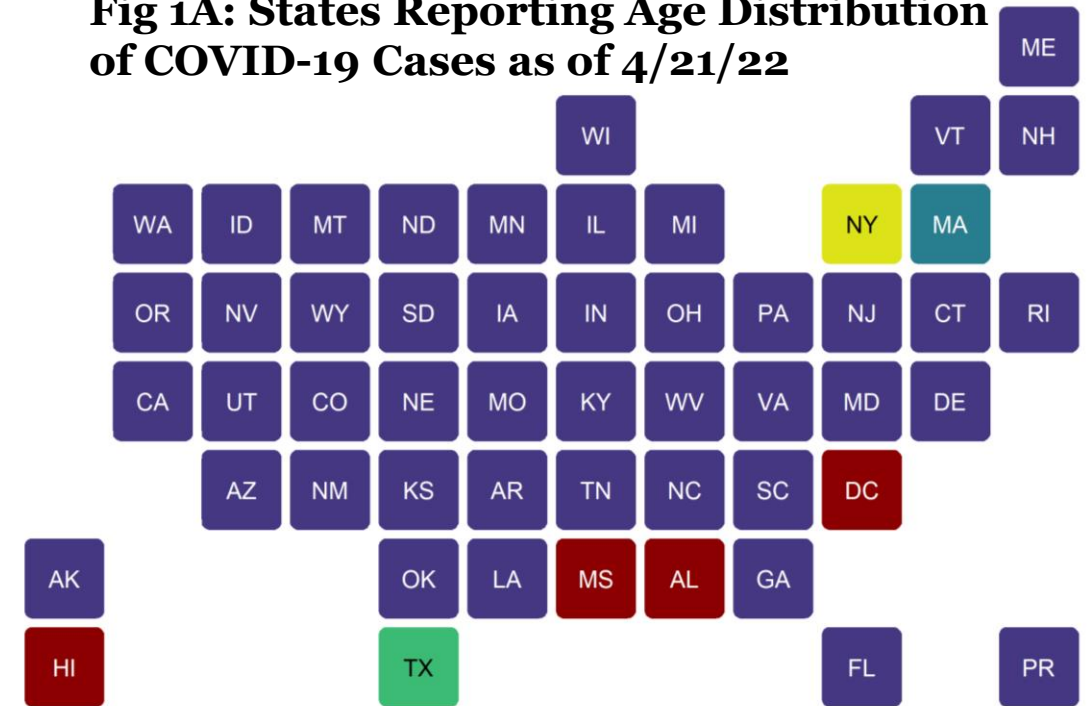 Fig 1A: States Reporting Age Distribution
of COVID-19 Cases as of 4/21/22
ME
WI VT NH
WA ID MT ND MN IL MI NY MA
OR NV WY SD IA IN OH PA NJ CT RI
CA UT CO NE MO KY WV VA MD DE
AZ NM KS AR TN NC SC DC
AK OK LA MS AL GA
HI TX FL PR